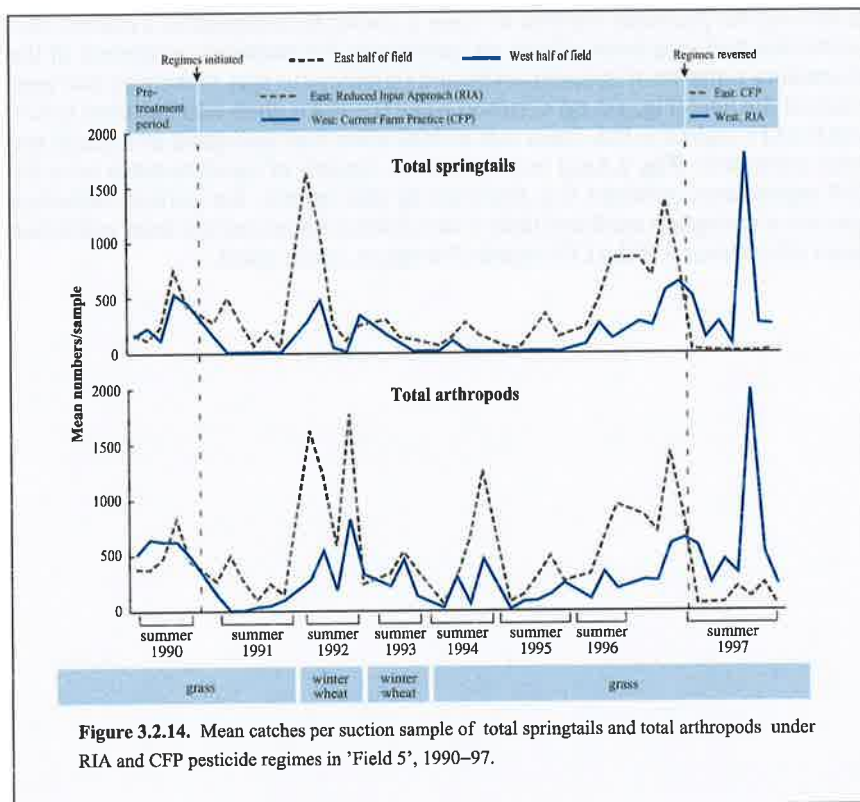 Regimes initiated
East half of field
West half of field
Regimes reversed
Pre-
treatment
period.
East: Reduced Input Approach (RIA)
West: Current Farm Practice (CFP)
East: CFP
West: RIA
Mean numbers/sample
Total springtails
2000
1500
1000
500
0
Total arthropods
2000
1500
1000
500
0
summer
1990
summer
1991
summer
1992
summer
1993
summer
1994
summer
1995
summer
1996
summer
1997
grass
winter
wheat
winter
wheat
grass
Figure 3.2.14. Mean catches per suction sample of total springtails and total arthropods under
RIA and CFP pesticide regimes in 'Field 5', 1990–97.